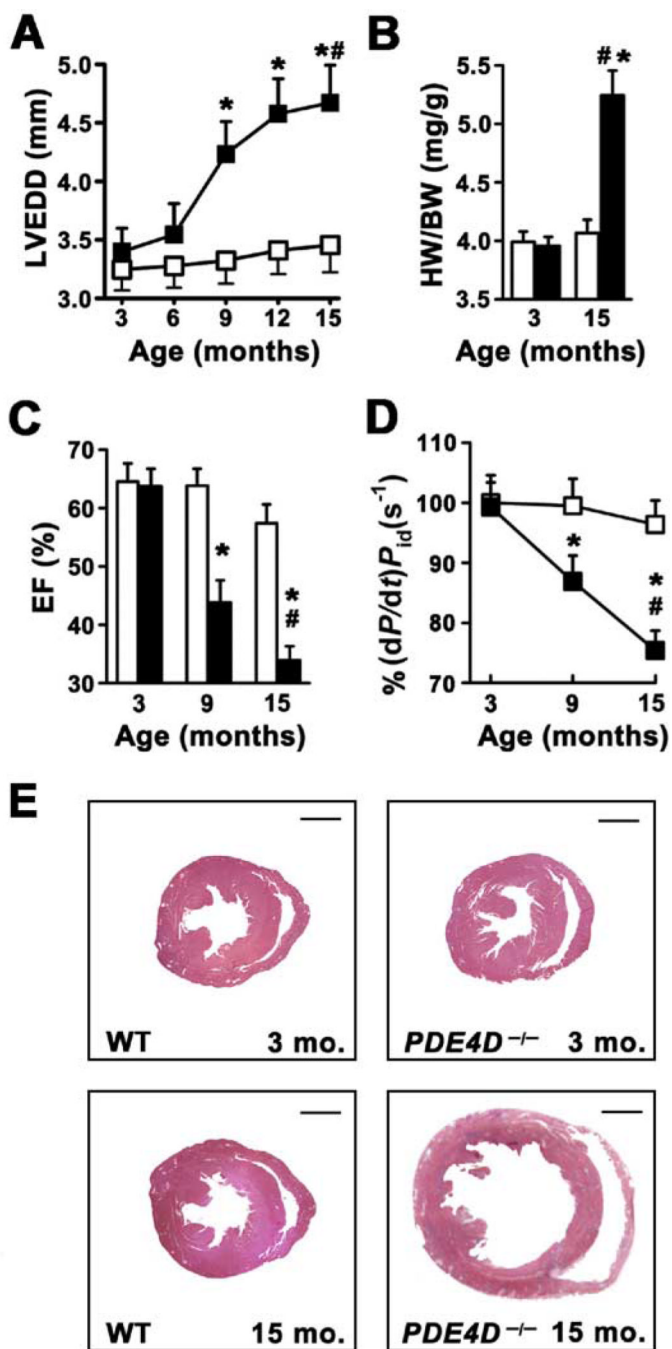 A
5.0
4.5
4.0
3.5
3.0
LVEDD (mm)
*
*
*#
3 6 9 12 15
Age (months)
B
5.5
5.0
4.5
4.0
3.5
HW/BW (mg/g)
#*
3 15
Age (months)
C
70
60
50
40
30
EF (%)
*
*
#
3 9 15
Age (months)
D
110
100
90
80
70
% (dP/dt)P_id(s⁻¹)
*
*
#
3 9 15
Age (months)
E
WT 3 mo.
PDE4D⁻/⁻ 3 mo.
WT 15 mo.
PDE4D⁻/⁻ 15 mo.